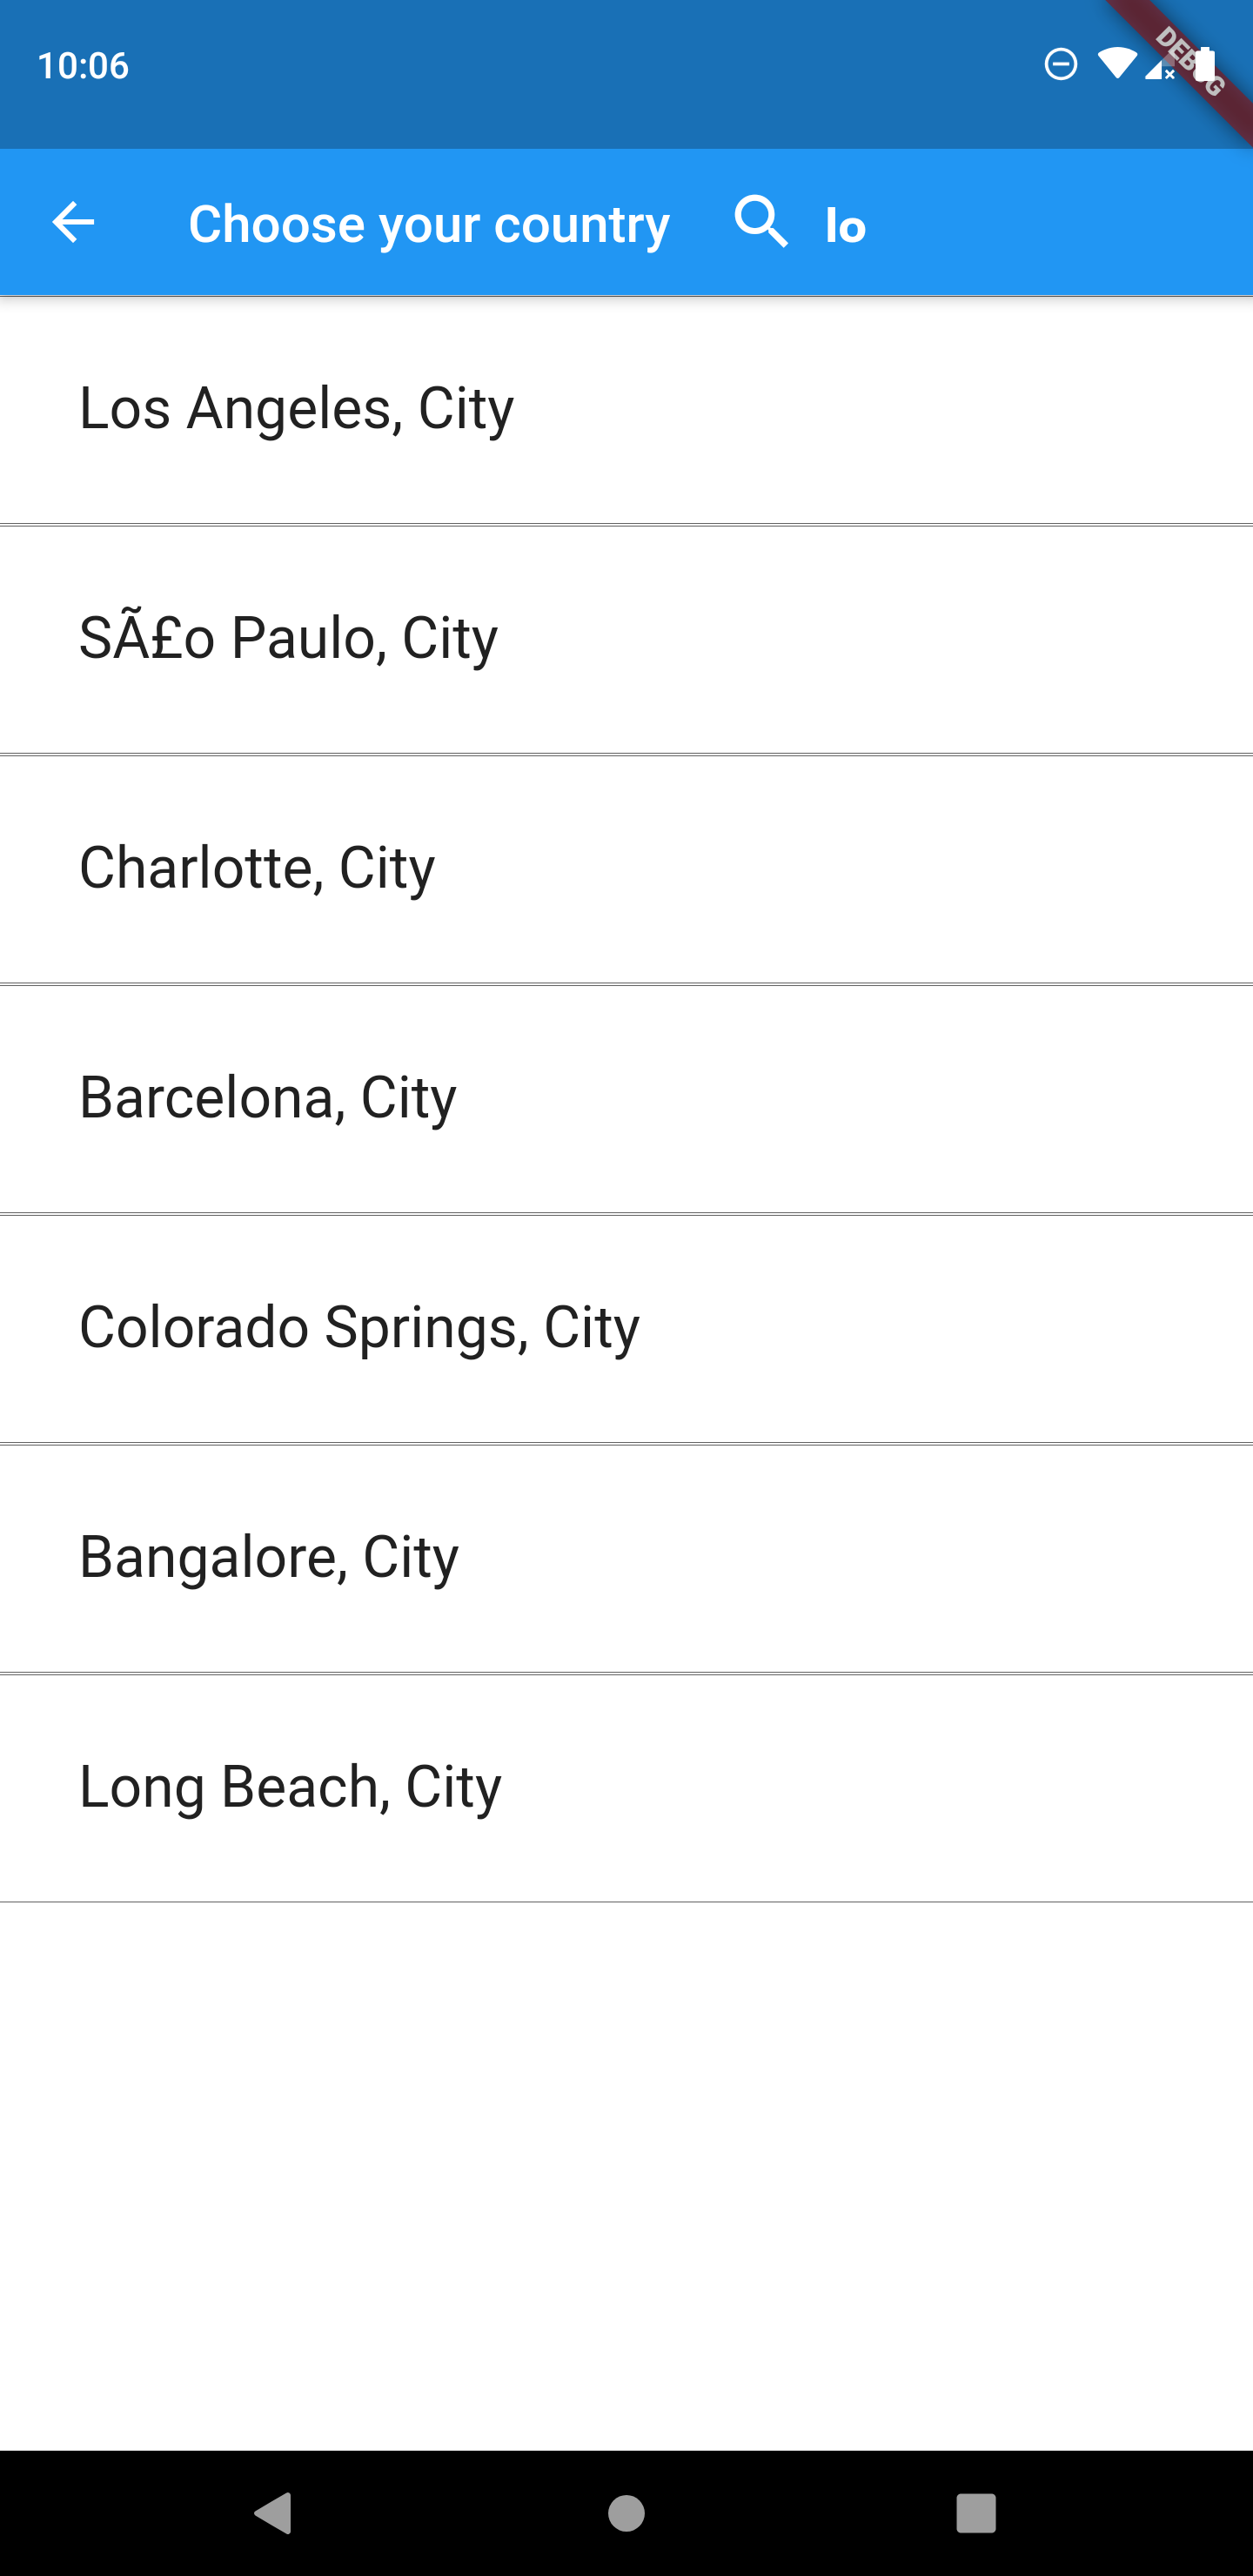 10:06
DEBUG
Choose your country lo
Los Angeles, City
SÃ£o Paulo, City
Charlotte, City
Barcelona, City
Colorado Springs, City
Bangalore, City
Long Beach, City